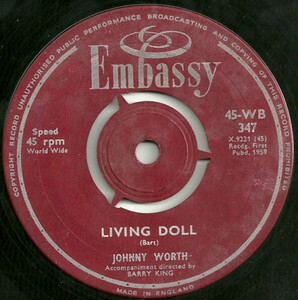 COPYRIGHT RECORD UNAUTHORISED PUBLIC PERFORMANCE BROADCASTING AND COPYING OF THIS RECORD PROHIBITED
Embassy
45-WB
347
Speed
45 rpm
World Wide
X.9221 (45)
Recdg. First
Pubd. 1959
LIVING DOLL
(Bart)
JOHNNY WORTH
Accompaniment directed by
BARRY KING
MADE IN ENGLAND